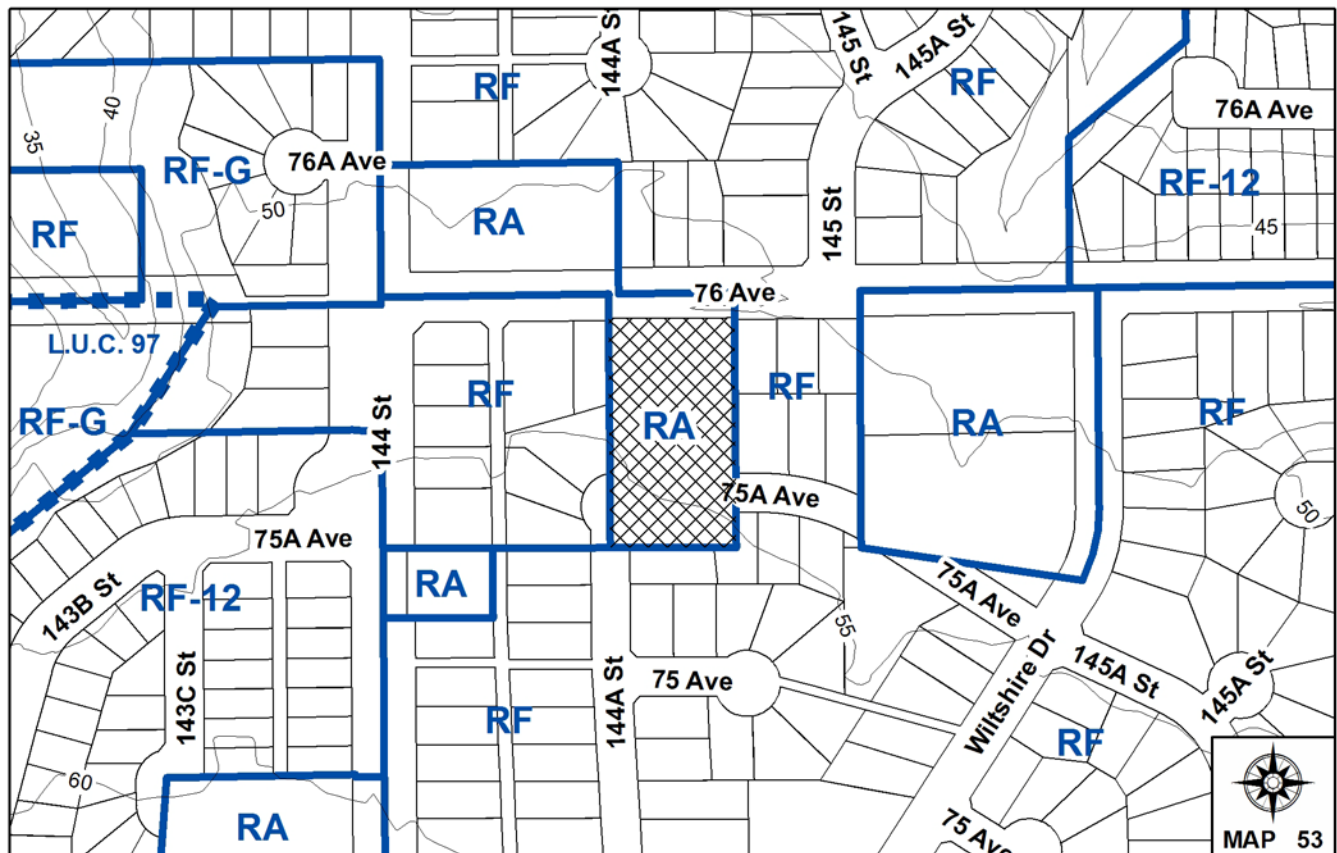 144A St
145 St
145A St
RF
RF
76A Ave
40
35
76A Ave
RF-G
RF-12
50
RA
RF
145 St
45
76 Ave
L.U.C. 97
RF
RF
RF-G
RA
RA
RF
144 St
75A Ave
50
75A Ave
75A Ave
RA
143B St
RF-12
55
Wiltshire Dr
145A St
145A St
143C St
144A St
75 Ave
RF
RF
60
RA
75 Ave
MAP 53